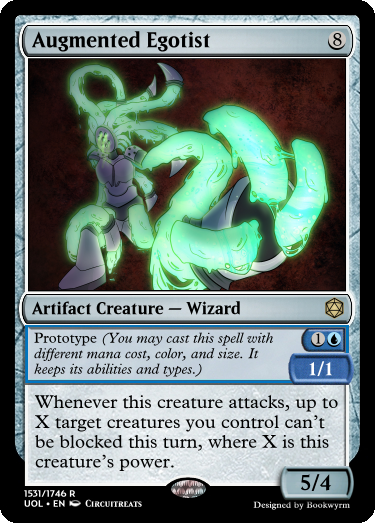 Augmented Egotist 8
Artifact Creature — Wizard
Prototype (You may cast this spell with 1
different mana cost, color, and size. It
keeps its abilities and types.) 1/1
Whenever this creature attacks, up to
X target creatures you control can't
be blocked this turn, where X is this
creature's power.
5/4
1531/1746 R
UOL • EN Circuitreats
Designed by Bookwyrm